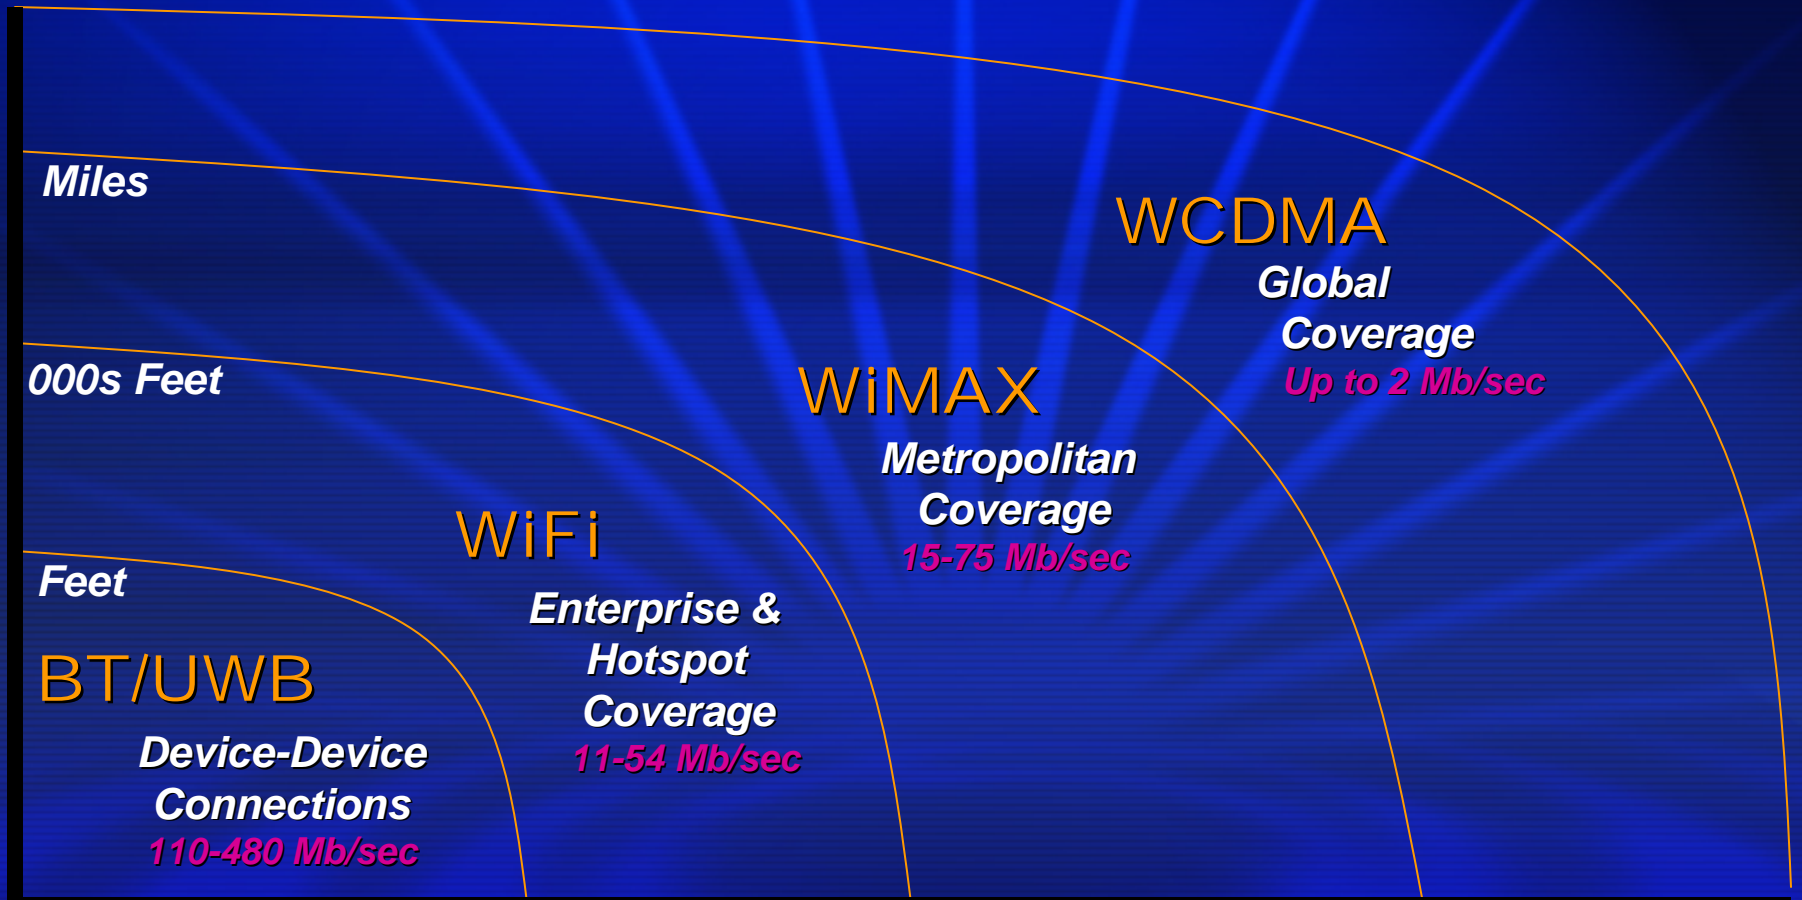 Miles
WCDMA
Global
Coverage
Up to 2 Mb/sec
000s Feet
WiMAX
Metropolitan
Coverage
15-75 Mb/sec
WiFi
Enterprise &
Hotspot
Coverage
11-54 Mb/sec
Feet
BT/UWB
Device-Device
Connections
110-480 Mb/sec